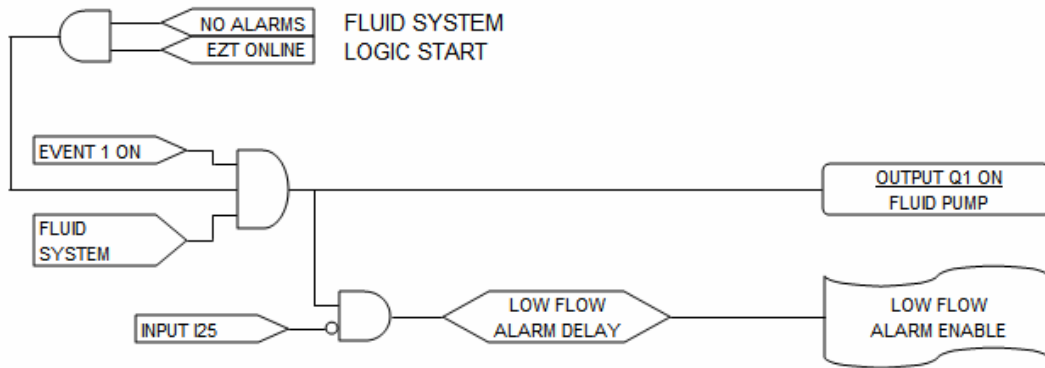 NO ALARMS
FLUID SYSTEM
EZT ONLINE
LOGIC START
EVENT 1 ON
OUTPUT Q1 ON
FLUID PUMP
FLUID
SYSTEM
LOW FLOW
ALARM DELAY
LOW FLOW
ALARM ENABLE
INPUT I25